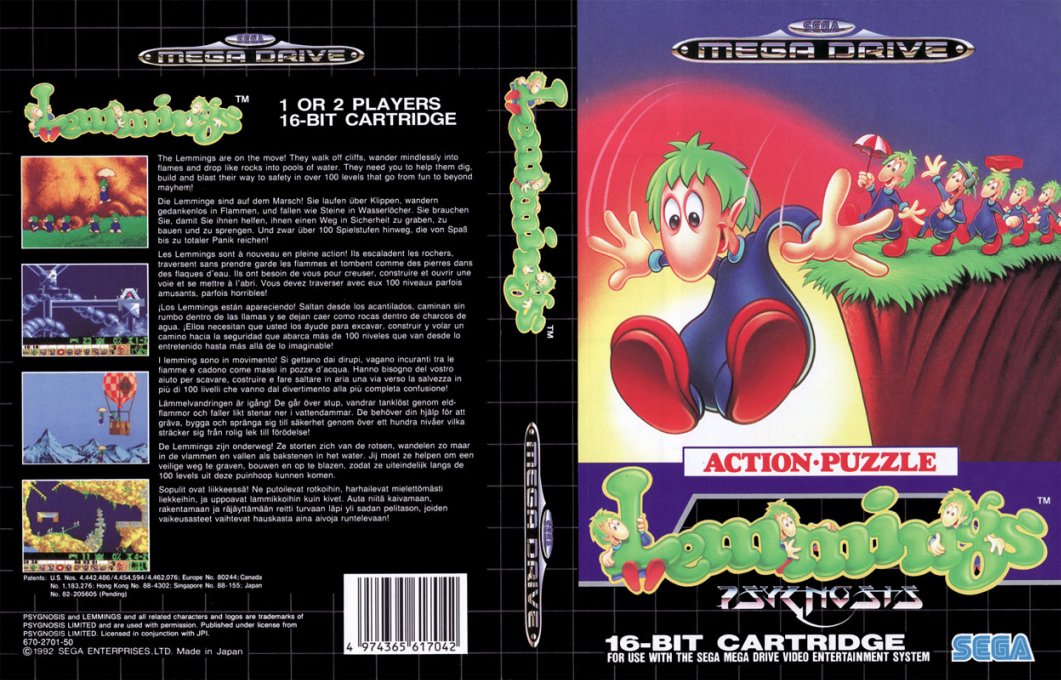 SEGA
MEGA DRIVE
Lemmings™
1 OR 2 PLAYERS
16-BIT CARTRIDGE
The Lemmings are on the move! They walk off cliffs, wander mindlessly into
flames and drop like rocks into pools of water. They need you to help them dig,
build and blast their way to safety in over 100 levels that go from fun to beyond
mayhem!
Die Lemminge sind auf dem Marsch! Sie laufen über Klippen, wandern
gedankenlos in Flammen, und fallen wie Steine in Wasserlöcher. Sie brauchen
Sie, damit Sie ihnen helfen, ihnen einen Weg in Sicherheit zu graben, zu
bauen und zu sprengen. Und zwar über 100 Spielstufen hinweg, die von Spaß
bis zu totaler Panik reichen!
Les Lemmings sont à nouveau en pleine action! Ils escaladent les rochers,
traversent sans prendre garde les flammes et tombent comme des pierres dans
des flaques d'eau. Ils ont besoin de vous pour creuser, construire et ouvrir une
voie et se mettre à l'abri. Vous devez traverser avec eux 100 niveaux parfois
amusants, parfois horribles!
¡Los Lemmings están apareciendo! Saltan desde los acantilados, caminan sin
rumbo dentro de las llamas y se dejan caer como rocas dentro de charcos de
agua. ¡Ellos necesitan que usted los ayude para excavar, construir y volar un
camino hacia la seguridad que abarca más de 100 niveles que van desde lo
entretenido hasta más allá de lo imaginable!
I lemming sono in movimento! Si gettano dai dirupi, vagano incuranti tra le
fiamme e cadono come massi in pozze d'acqua. Hanno bisogno del vostro
aiuto per scavare, costruire e fare saltare in aria una via verso la salvezza in
più di 100 livelli che vanno dal divertimento alla più completa confusione!
Lämmelvandringen är igång! De går över stup, vandrar tanklöst genom eld-
flammor och faller likt stenar ner i vattendammar. De behöver din hjälp för att
gräva, bygga och spränga sig till säkerhet genom över ett hundra nivåer vilka
sträcker sig från rolig lek till fördelse!
De Lemmings zijn onderweg! Ze storten zich van de rotsen, wandelen zo maar
in de vlammen en vallen als bakstenen in het water. Jij moet ze helpen om een
veilige weg te graven, bouwen en op te blazen, zodat ze uiteindelijk langs de
100 levels uit deze puinhoop kunnen komen.
Sopulit ovat liikkeessä! Ne putoilevat rotkoihin, harhailevat mielettömästi
liekkeihin, ja uppoavat lammikkoihin kuin kivet. Auta niitä kaivamaan,
rakentamaan ja räjäyttämään reitti turvaan läpi yli sadan pelitason, joiden
vaikeusasteet vaihtevat hauskasta aina aivoja runtelevaan!
Patents: U.S. Nos. 4,442,486/4,454,594/4,462,076; Europe No. 80244; Canada
No. 1,183,276; Hong Kong No. 88-4302; Singapore No. 88-155; Japan
No. 82-205605 (Pending)
PSYGNOSIS and LEMMINGS and all related characters and logos are trademarks of
PSYGNOSIS LIMITED and are used with permission. Published under license from
PSYGNOSIS LIMITED. Licensed in conjunction with JPI.
670-2701-50
©1992 SEGA ENTERPRISES,LTD. Made in Japan
4 974365 617042
Lemmings™
SEGA
MEGA DRIVE
SEGA
MEGA DRIVE
ACTION·PUZZLE
Lemmings™
PSYGNOSIS
16-BIT CARTRIDGE
FOR USE WITH THE SEGA MEGA DRIVE VIDEO ENTERTAINMENT SYSTEM
SEGA